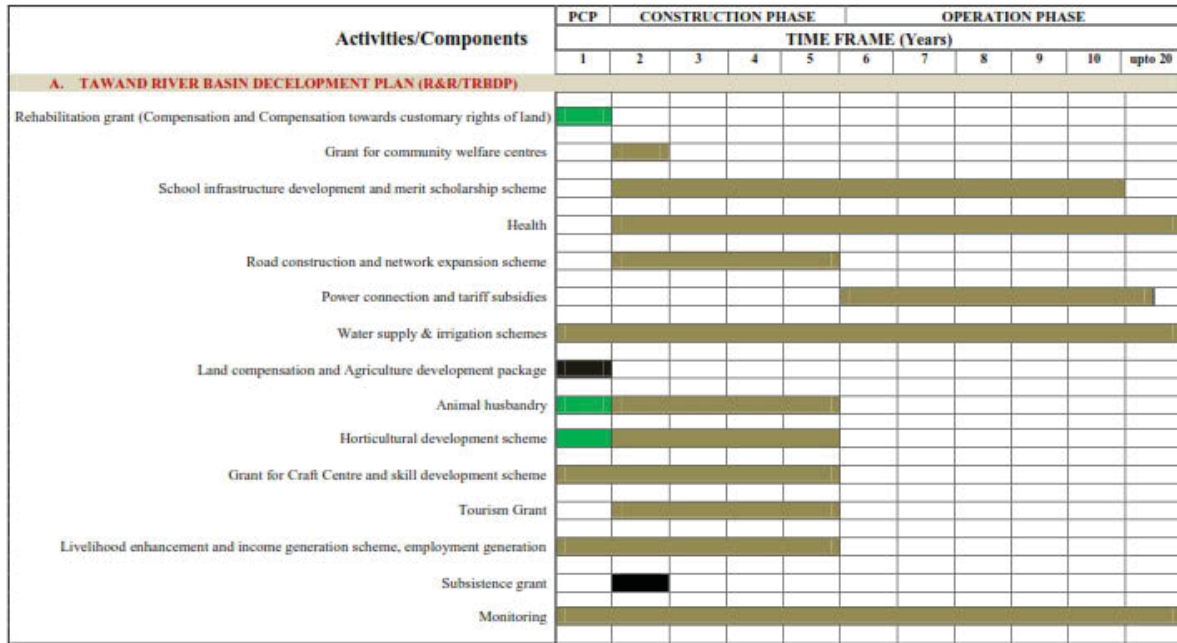 PCP CONSTRUCTION PHASE OPERATION PHASE
Activities/Components
TIME FRAME (Years)
1 2 3 4 5 6 7 8 9 10 upto 20
A. TAWAND RIVER BASIN DECELOPMENT PLAN (R&R/TRBDP)
Rehabilitation grant (Compensation and Compensation towards customary rights of land)
Grant for community welfare centres
School infrastructure development and merit scholarship scheme
Health
Road construction and network expansion scheme
Power connection and tariff subsidies
Water supply & irrigation schemes
Land compensation and Agriculture development package
Animal husbandry
Horticultural development scheme
Grant for Craft Centre and skill development scheme
Tourism Grant
Livelihood enhancement and income generation scheme, employment generation
Subsistence grant
Monitoring